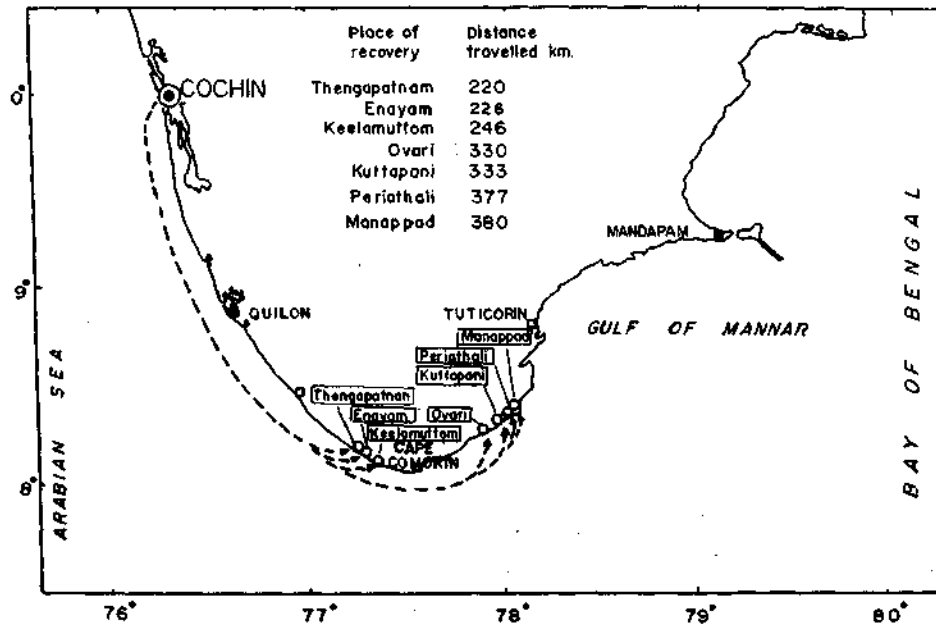 Place of recovery Distance travelled km.
Thengapatnam 220
Enayam 226
Keelamuttom 246
Ovari 330
Kuttapani 333
Periathali 377
Manappad 380
COCHIN
0°
MANDAPAM
9°
QUILON
TUTICORIN
GULF OF MANNAR
Manappad
Periathali
Kuttapani
Thengapatnan
Enayam
Ovari
Keelamuttom
CAPE
COMORIN
8°
ARABIAN SEA
BAY OF BENGAL
76° 77° 78° 79° 80°